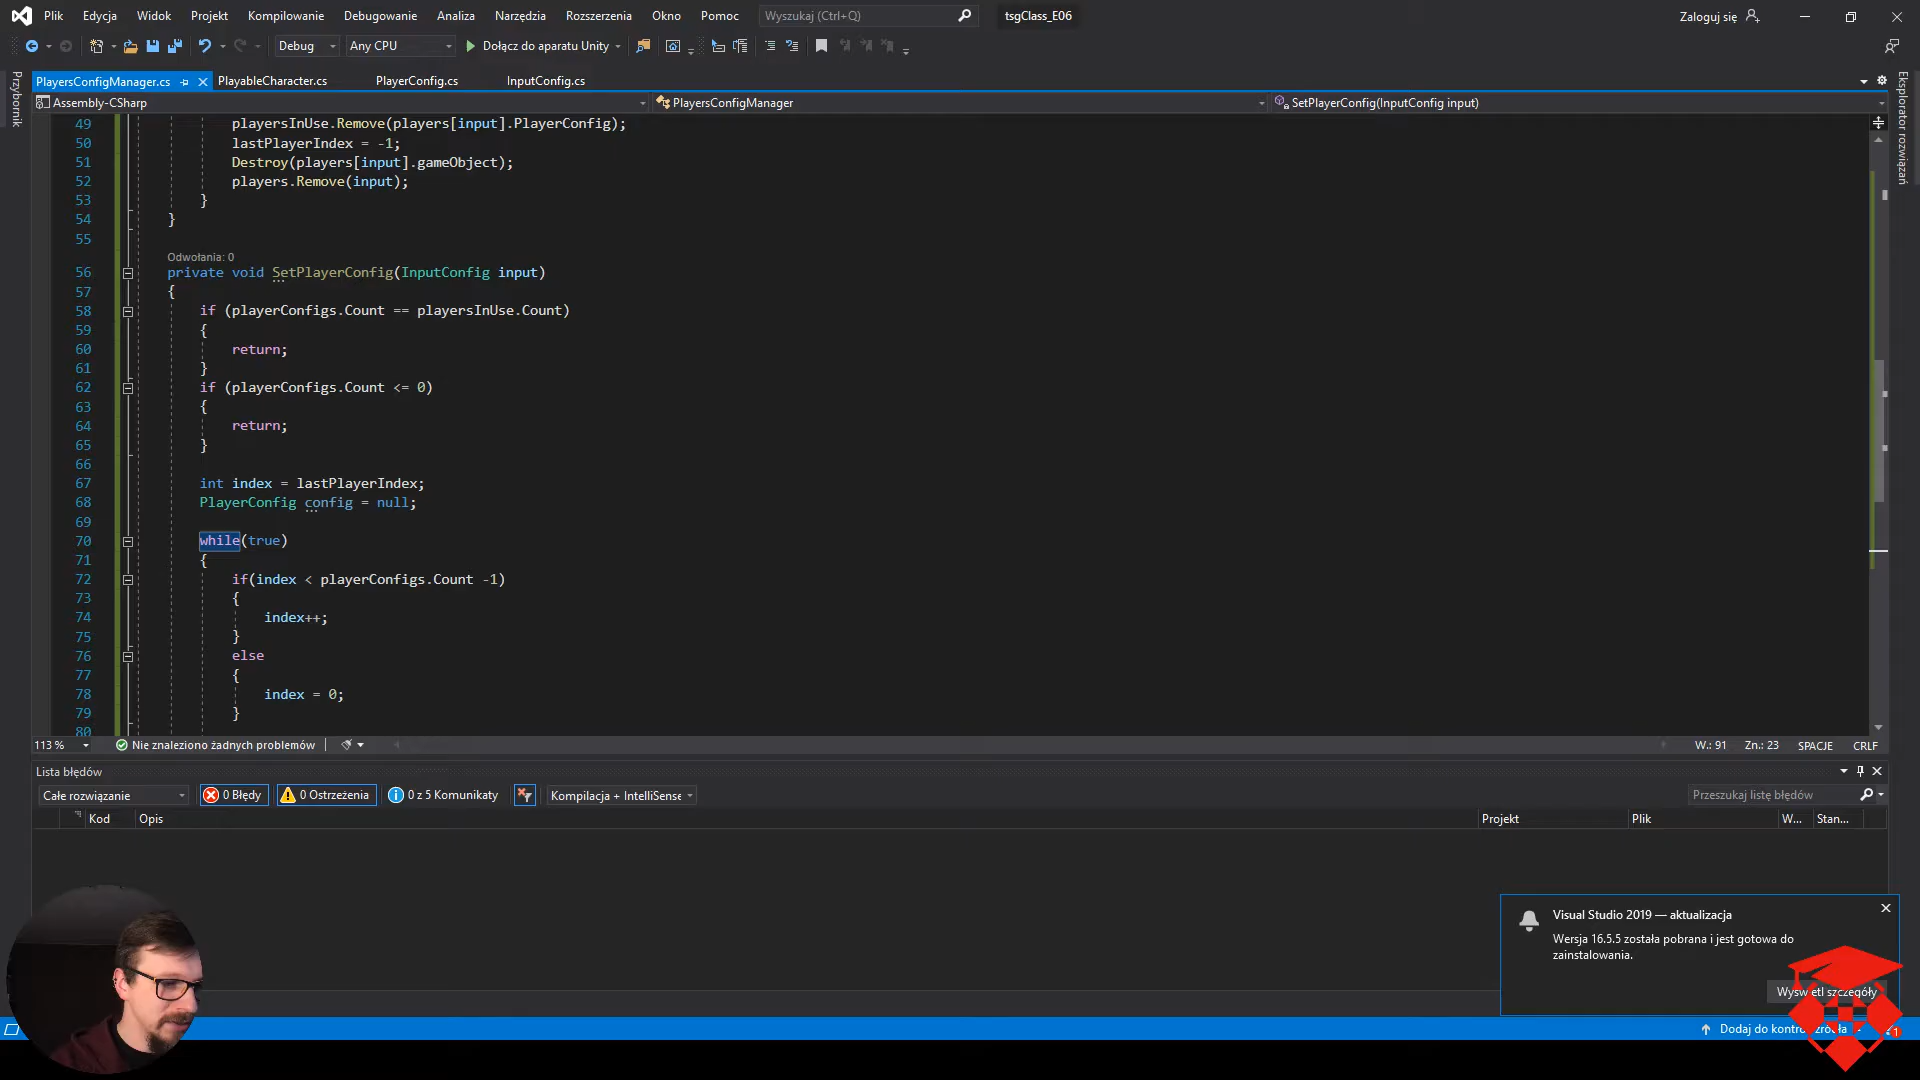 Plik Edycja Widok Projekt Kompilowanie Debugowanie Analiza Narzędzia Rozszerzenia Okno Pomoc Wyszukaj (Ctrl+Q) tsgClass_E06 Zaloguj się
Debug Any CPU Dołącz do aparatu Unity
PlayersConfigManager.cs PlayableCharacter.cs PlayerConfig.cs InputConfig.cs
Assembly-CSharp PlayersConfigManager SetPlayerConfig(InputConfig input)
Przybornik
Eksplorator rozwiązań
49 playersInUse.Remove(players[input].PlayerConfig);
50 lastPlayerIndex = -1;
51 Destroy(players[input].gameObject);
52 players.Remove(input);
53 }
54 }
55
Odwołania: 0
56 private void SetPlayerConfig(InputConfig input)
57 {
58 if (playerConfigs.Count == playersInUse.Count)
59 {
60 return;
61 }
62 if (playerConfigs.Count <= 0)
63 {
64 return;
65 }
66
67 int index = lastPlayerIndex;
68 PlayerConfig config = null;
69
70 while(true)
71 {
72 if(index < playerConfigs.Count -1)
73 {
74 index++;
75 }
76 else
77 {
78 index = 0;
79 }
80
113 % Nie znaleziono żadnych problemów W.: 91 Zn.: 23 SPACJE CRLF
Lista błędów
Całe rozwiązanie 0 Błędy 0 Ostrzeżenia 0 z 5 Komunikaty Kompilacja + IntelliSense Przeszukaj listę błędów
Kod Opis Projekt Plik W... Stan...
Visual Studio 2019 — aktualizacja
Wersja 16.5.5 została pobrana i jest gotowa do
zainstalowania.
Wyświetl szczegóły
Dodaj do kontroli źródła 1